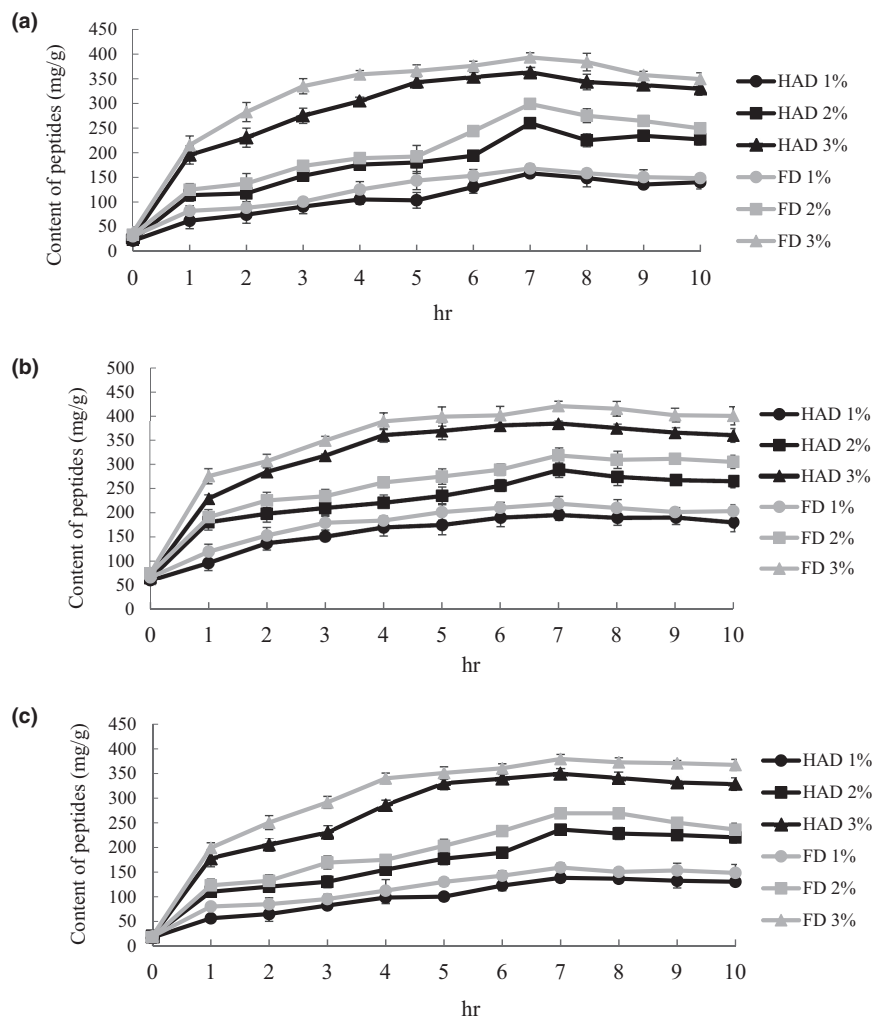 (a)
Content of peptides (mg/g)
450
400
350
300
250
200
150
100
50
0
0 1 2 3 4 5 6 7 8 9 10
hr
HAD 1%
HAD 2%
HAD 3%
FD 1%
FD 2%
FD 3%
(b)
Content of peptides (mg/g)
500
450
400
350
300
250
200
150
100
50
0
0 1 2 3 4 5 6 7 8 9 10
hr
HAD 1%
HAD 2%
HAD 3%
FD 1%
FD 2%
FD 3%
(c)
Content of peptides (mg/g)
450
400
350
300
250
200
150
100
50
0
0 1 2 3 4 5 6 7 8 9 10
hr
HAD 1%
HAD 2%
HAD 3%
FD 1%
FD 2%
FD 3%